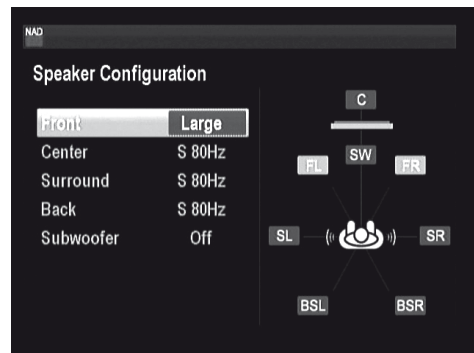 NAD
Speaker Configuration
Front Large
Center S 80Hz
Surround S 80Hz
Back S 80Hz
Subwoofer Off
C
SW
FL FR
SL SR
BSL BSR